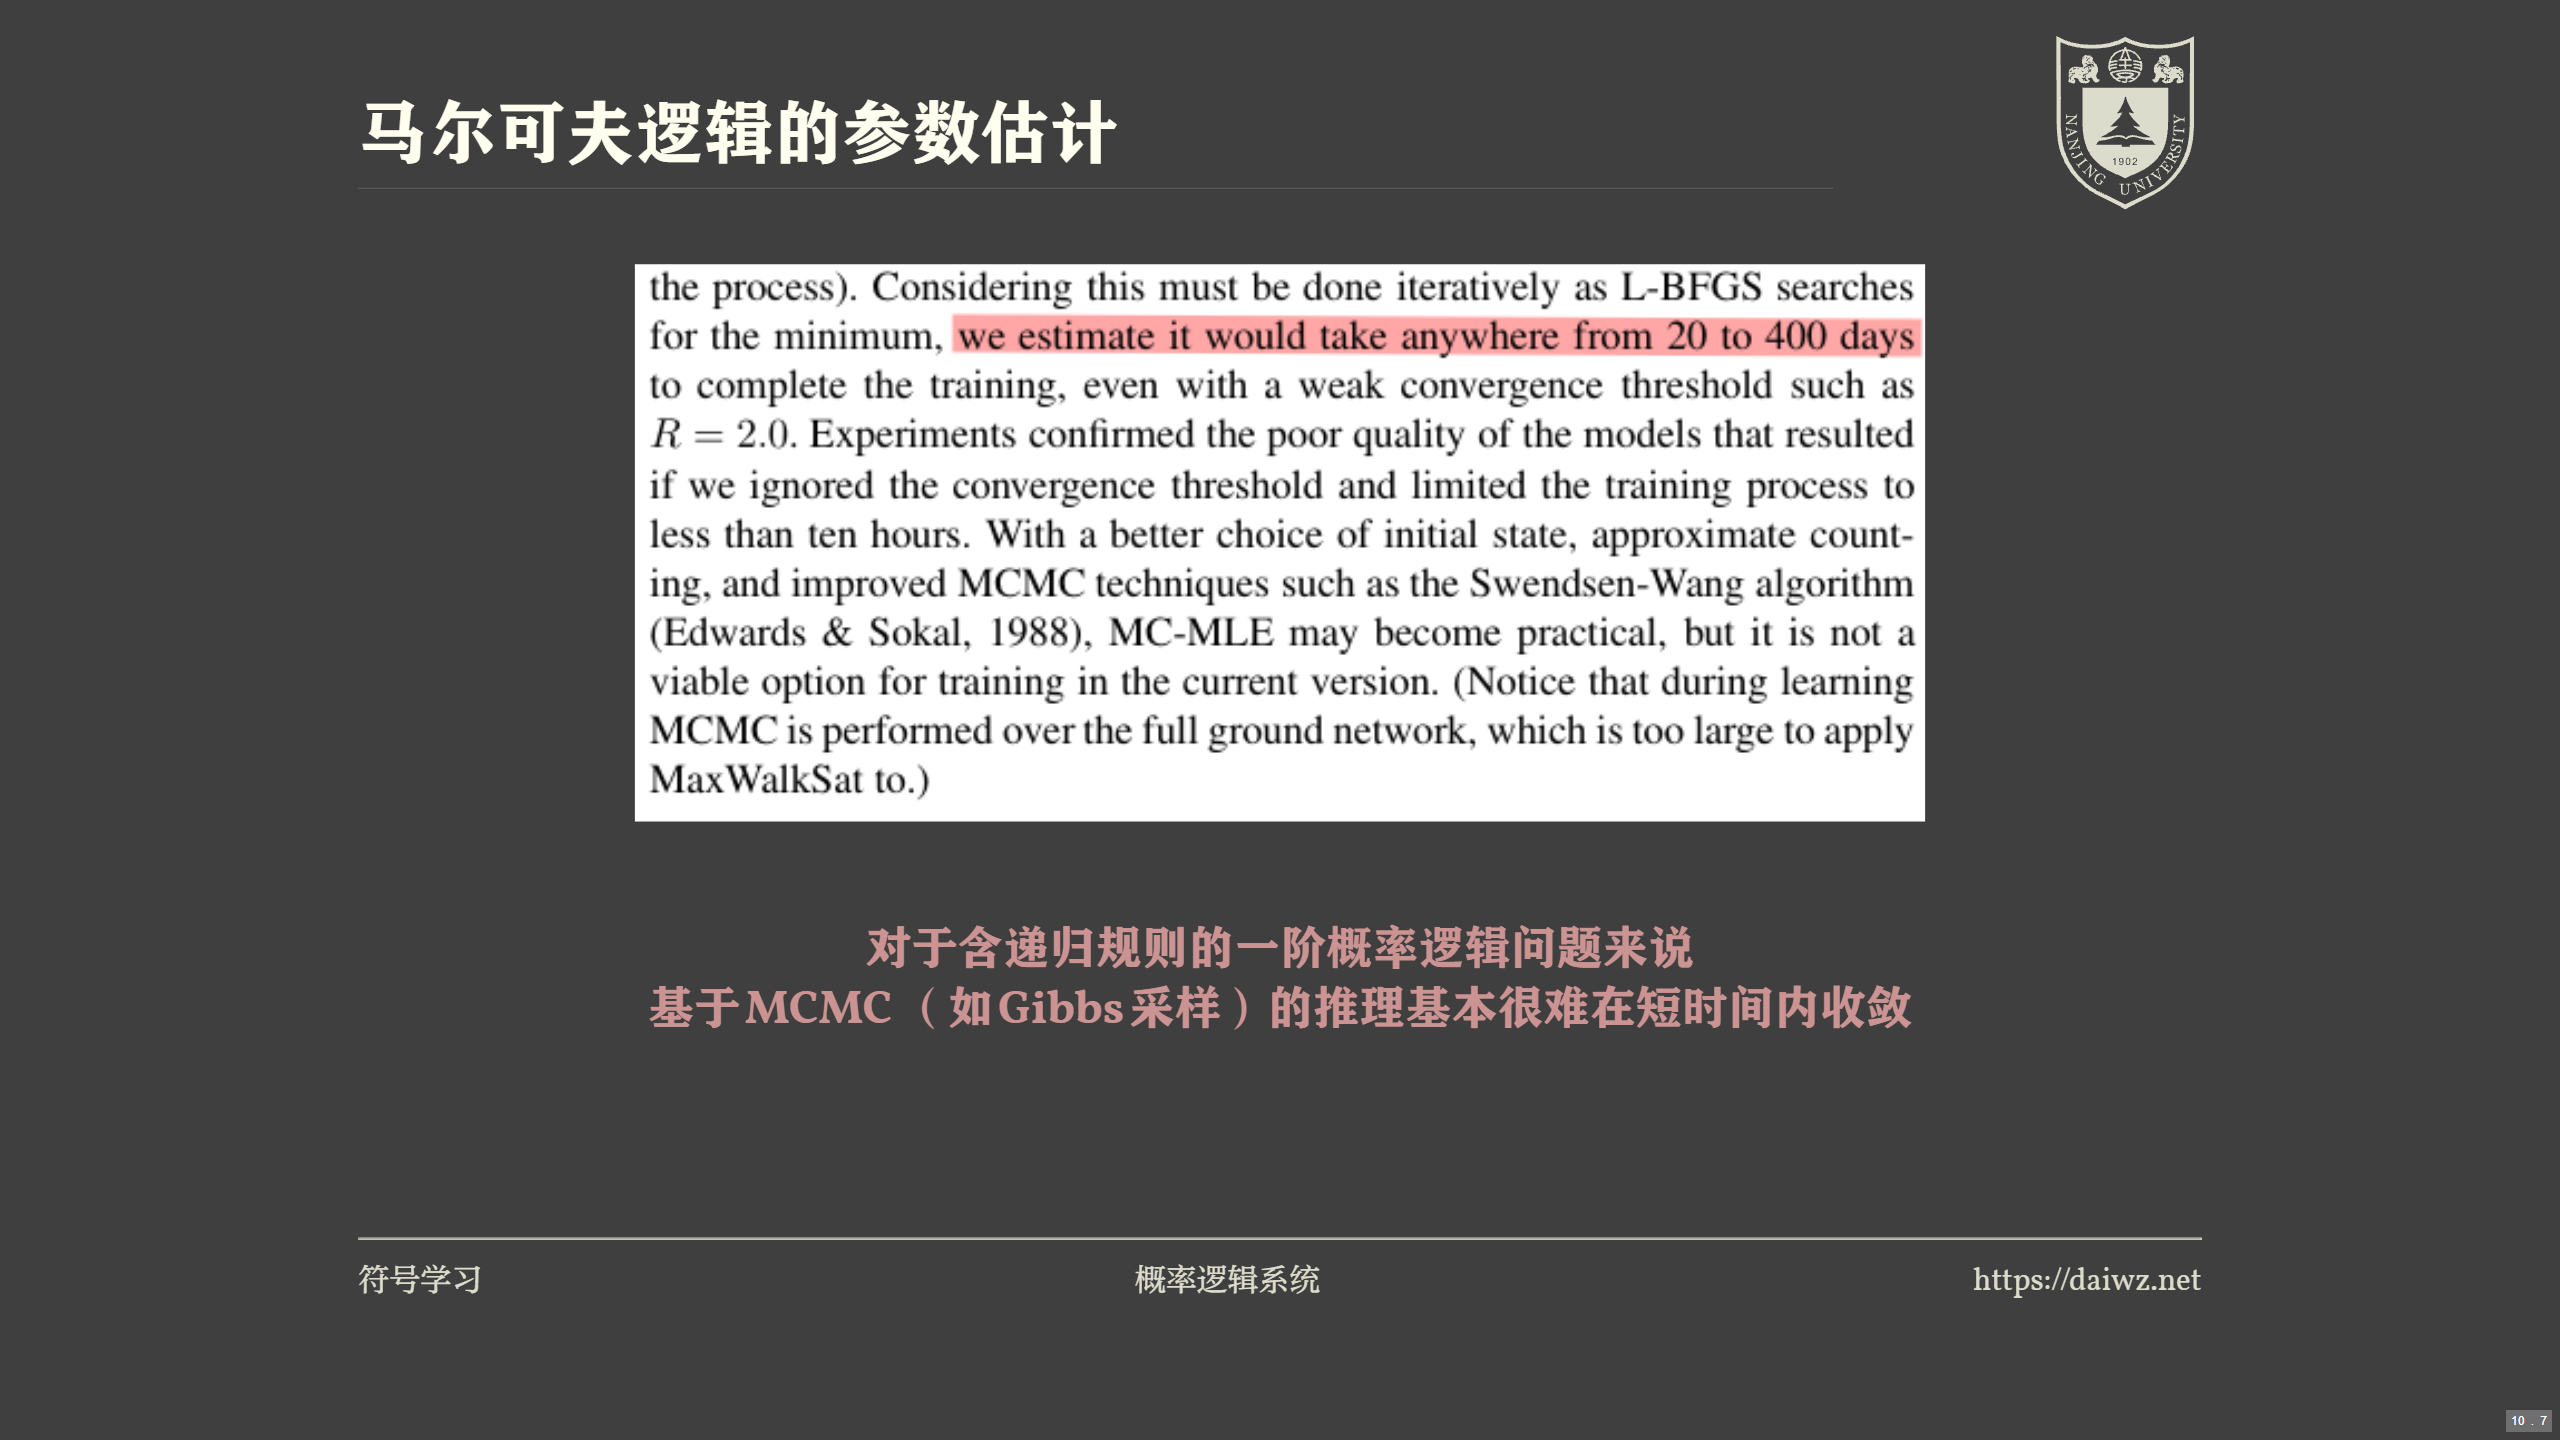 马尔可夫逻辑的参数估计
NANJING UNIVERSITY
1902
the process). Considering this must be done iteratively as L-BFGS searches
for the minimum, we estimate it would take anywhere from 20 to 400 days
to complete the training, even with a weak convergence threshold such as
R = 2.0. Experiments confirmed the poor quality of the models that resulted
if we ignored the convergence threshold and limited the training process to
less than ten hours. With a better choice of initial state, approximate count-
ing, and improved MCMC techniques such as the Swendsen-Wang algorithm
(Edwards & Sokal, 1988), MC-MLE may become practical, but it is not a
viable option for training in the current version. (Notice that during learning
MCMC is performed over the full ground network, which is too large to apply
MaxWalkSat to.)
对于含递归规则的一阶概率逻辑问题来说
基于MCMC（如Gibbs采样）的推理基本很难在短时间内收敛
符号学习
概率逻辑系统
https://daiwz.net
10 . 7